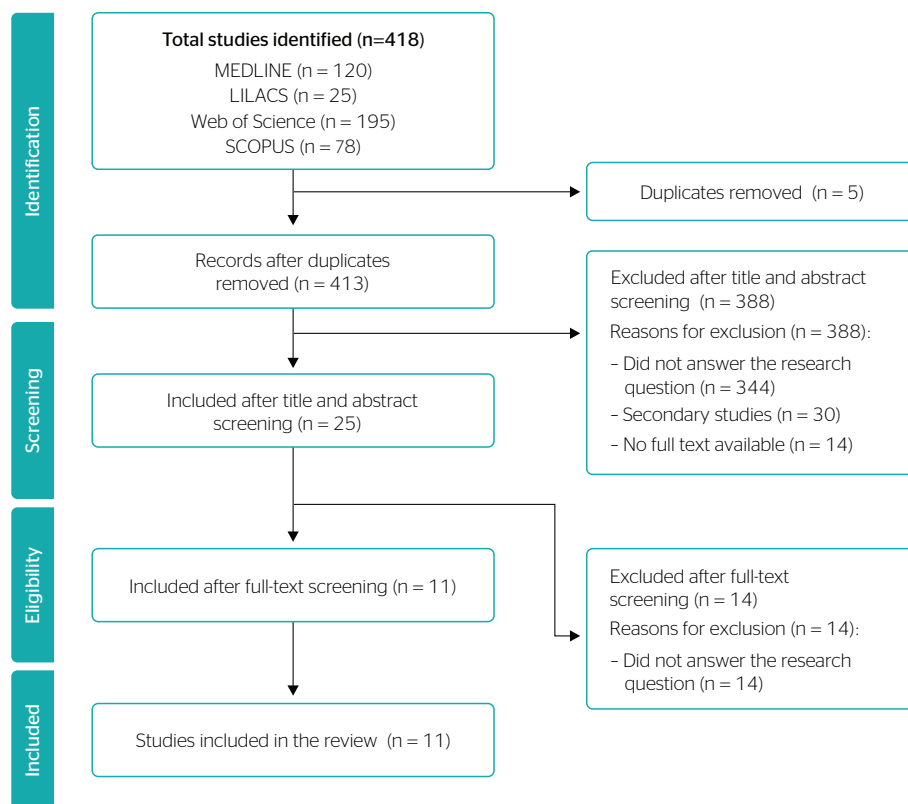 Identification
Total studies identified (n=418)
MEDLINE (n = 120)
LILACS (n = 25)
Web of Science (n = 195)
SCOPUS (n = 78)
Duplicates removed (n = 5)
Records after duplicates
removed (n = 413)
Excluded after title and abstract
screening (n = 388)
Reasons for exclusion (n = 388):
– Did not answer the research
question (n = 344)
– Secondary studies (n = 30)
– No full text available (n = 14)
Screening
Included after title and abstract
screening (n = 25)
Eligibility
Included after full-text screening (n = 11)
Excluded after full-text
screening (n = 14)
Reasons for exclusion (n = 14):
– Did not answer the research
question (n = 14)
Included
Studies included in the review (n = 11)